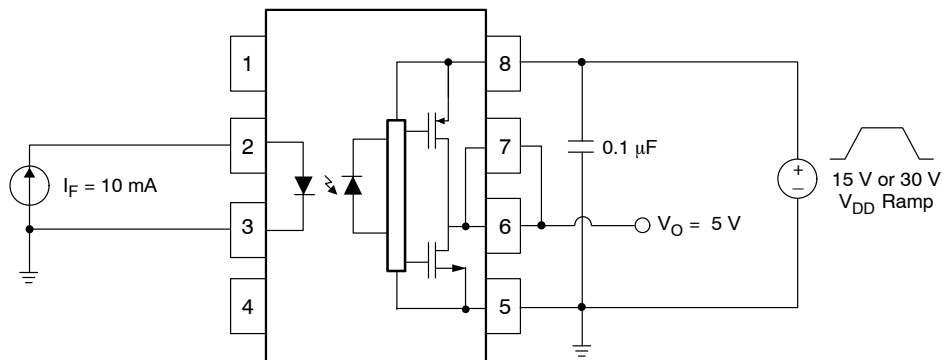 1
2
3
4
8
7
6
5
I_F = 10 mA
0.1 μF
V_O = 5 V
+
–
15 V or 30 V
V_DD Ramp